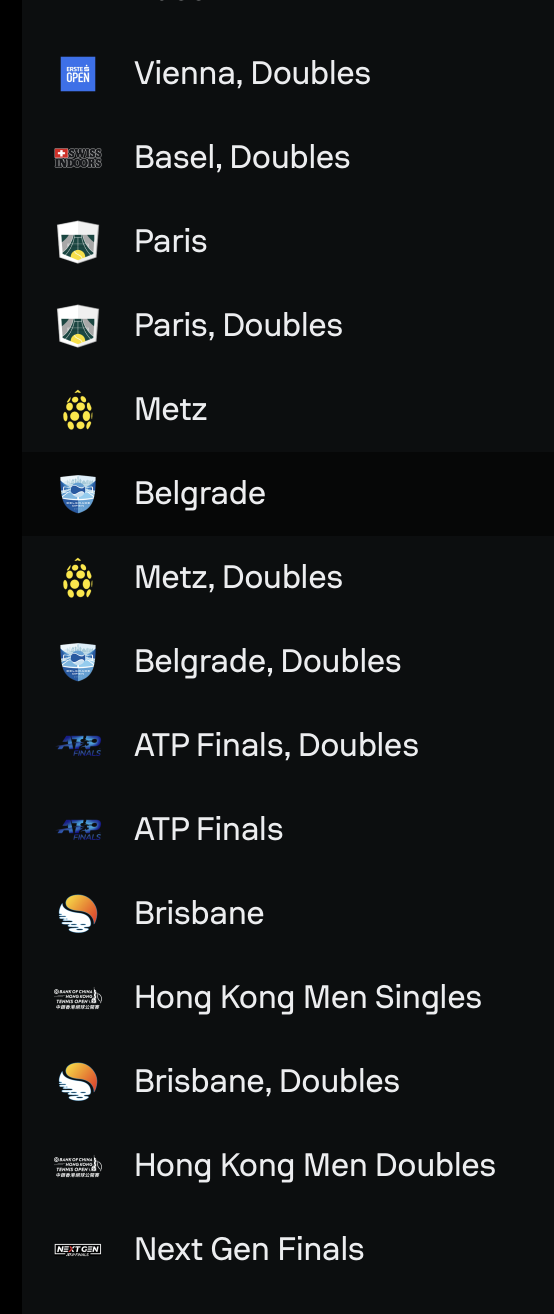 ERSTE
OPEN
Vienna, Doubles
SWISS
INDOORS
Basel, Doubles
Paris
Paris, Doubles
Metz
Belgrade
Metz, Doubles
Belgrade, Doubles
ATP
FINALS
ATP Finals, Doubles
ATP
FINALS
ATP Finals
Brisbane
BANK OF CHINA
HONG KONG
TENNIS OPEN
Hong Kong Men Singles
Brisbane, Doubles
BANK OF CHINA
HONG KONG
TENNIS OPEN
Hong Kong Men Doubles
NEXT GEN
ATP FINALS
Next Gen Finals